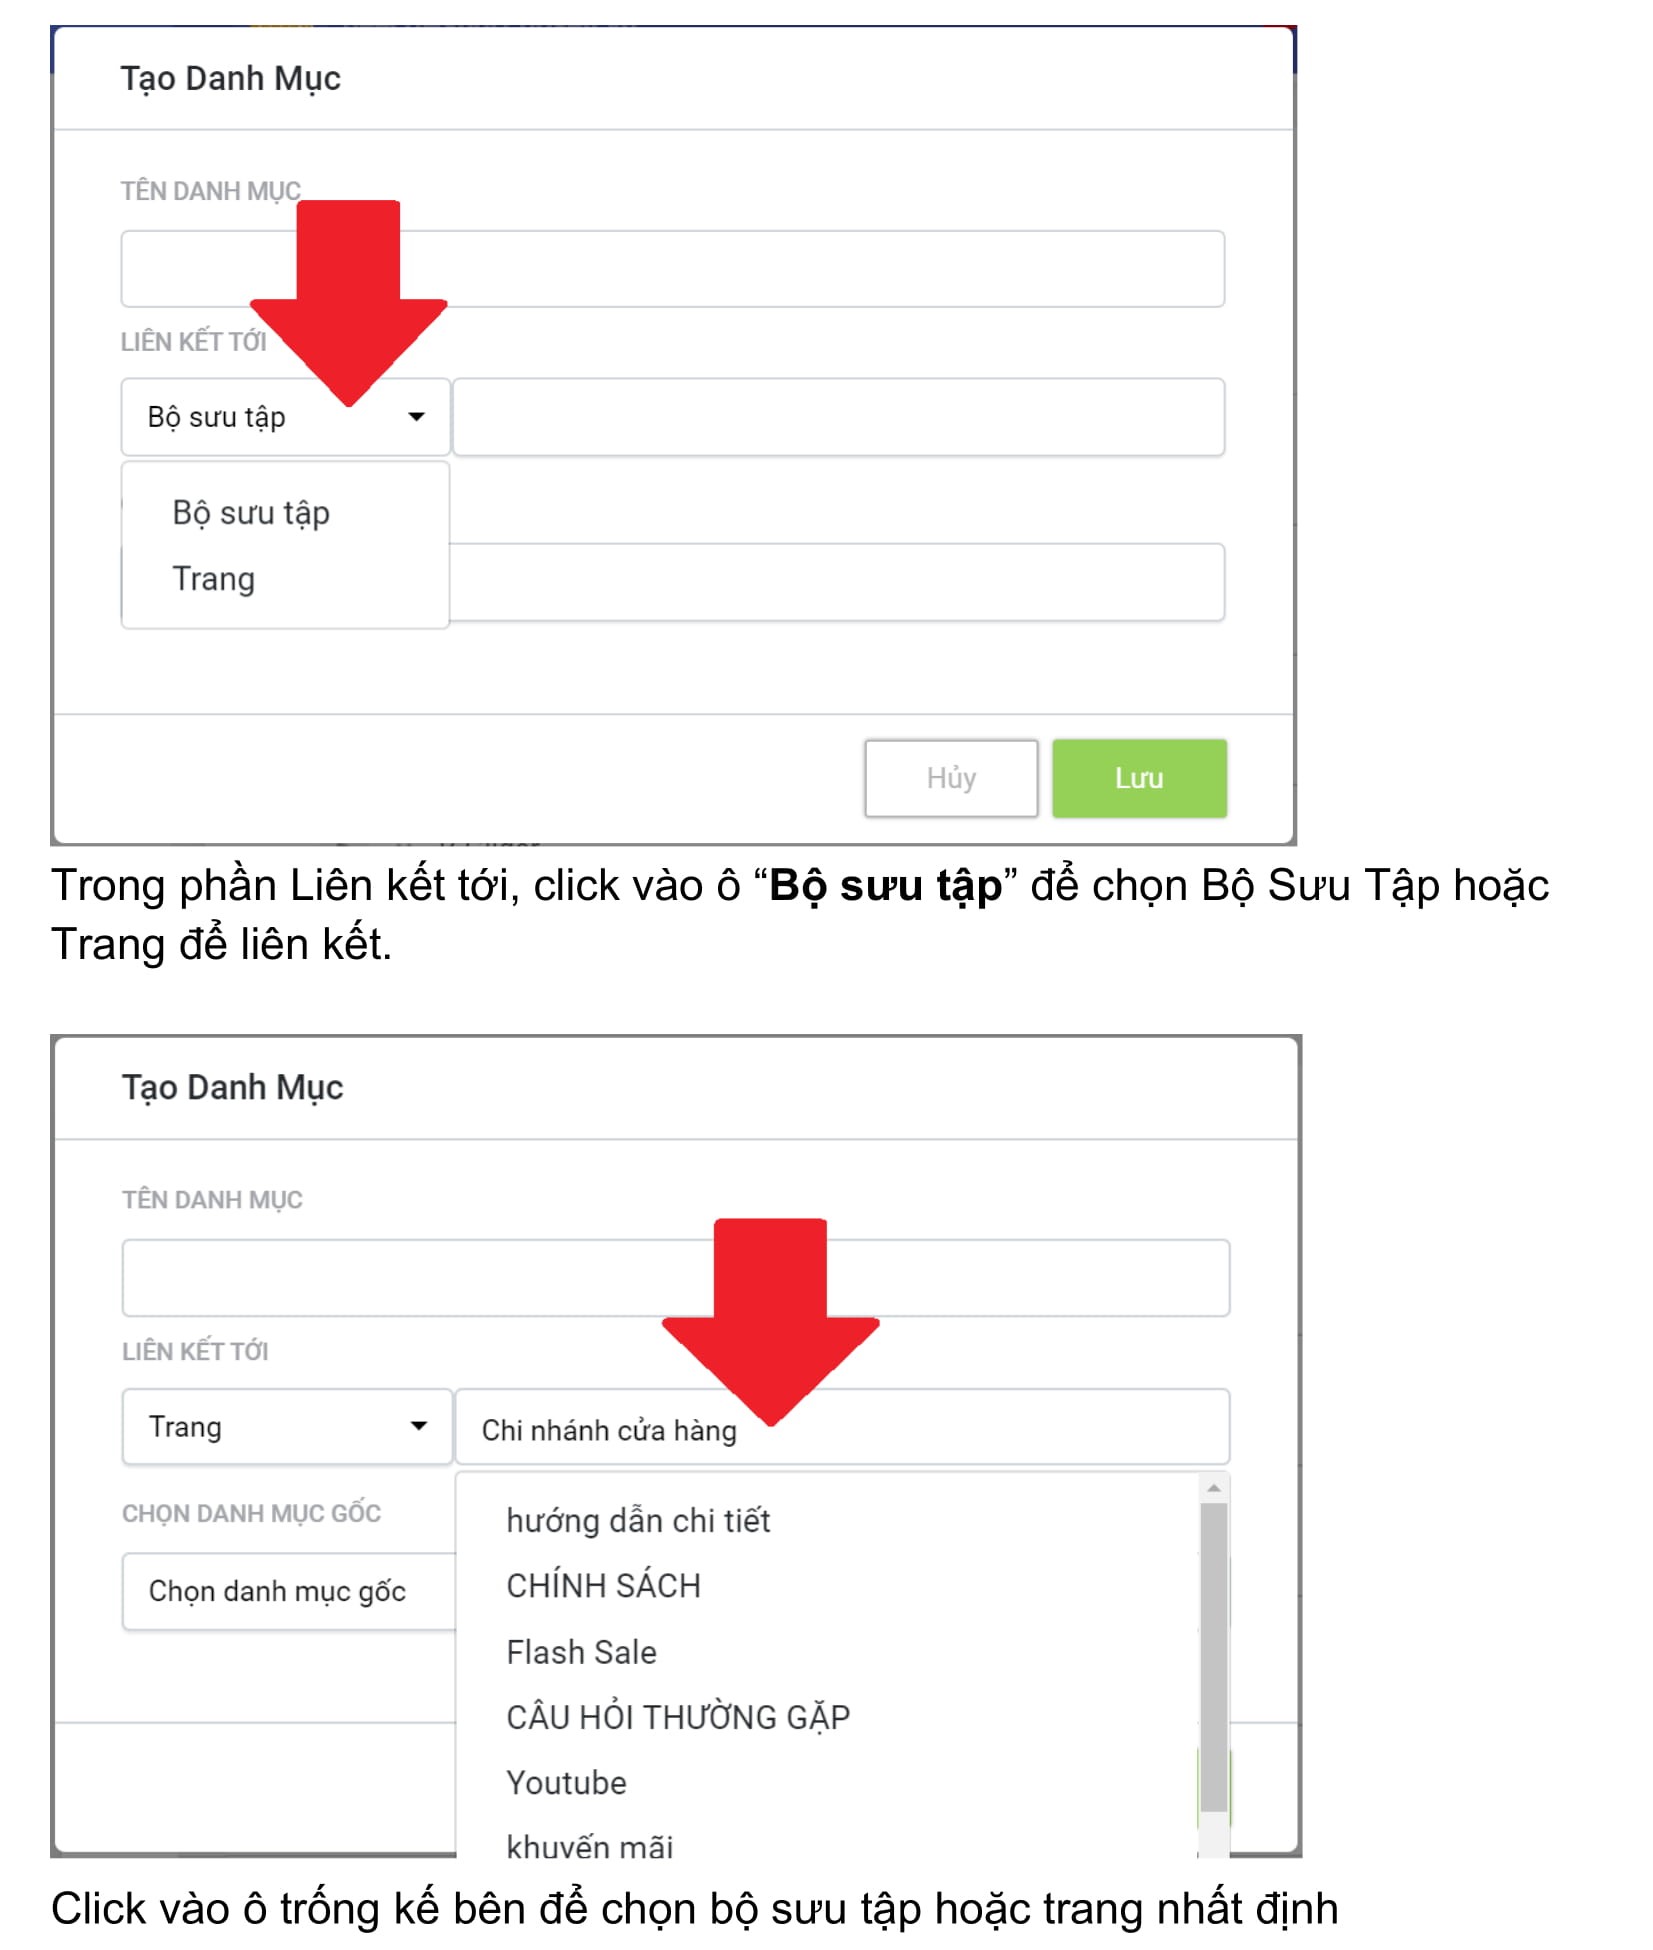 Tạo Danh Mục
TÊN DANH MỤC
LIÊN KẾT TỚI
Bộ sưu tập
Bộ sưu tập
Trang
Hủy
Lưu
Trong phần Liên kết tới, click vào ô “Bộ sưu tập” để chọn Bộ Sưu Tập hoặc
Trang để liên kết.
Tạo Danh Mục
TÊN DANH MỤC
LIÊN KẾT TỚI
Trang
Chi nhánh cửa hàng
CHỌN DANH MỤC GỐC
Chọn danh mục gốc
hướng dẫn chi tiết
CHÍNH SÁCH
Flash Sale
CÂU HỎI THƯỜNG GẶP
Youtube
khuyến mãi
Click vào ô trống kế bên để chọn bộ sưu tập hoặc trang nhất định